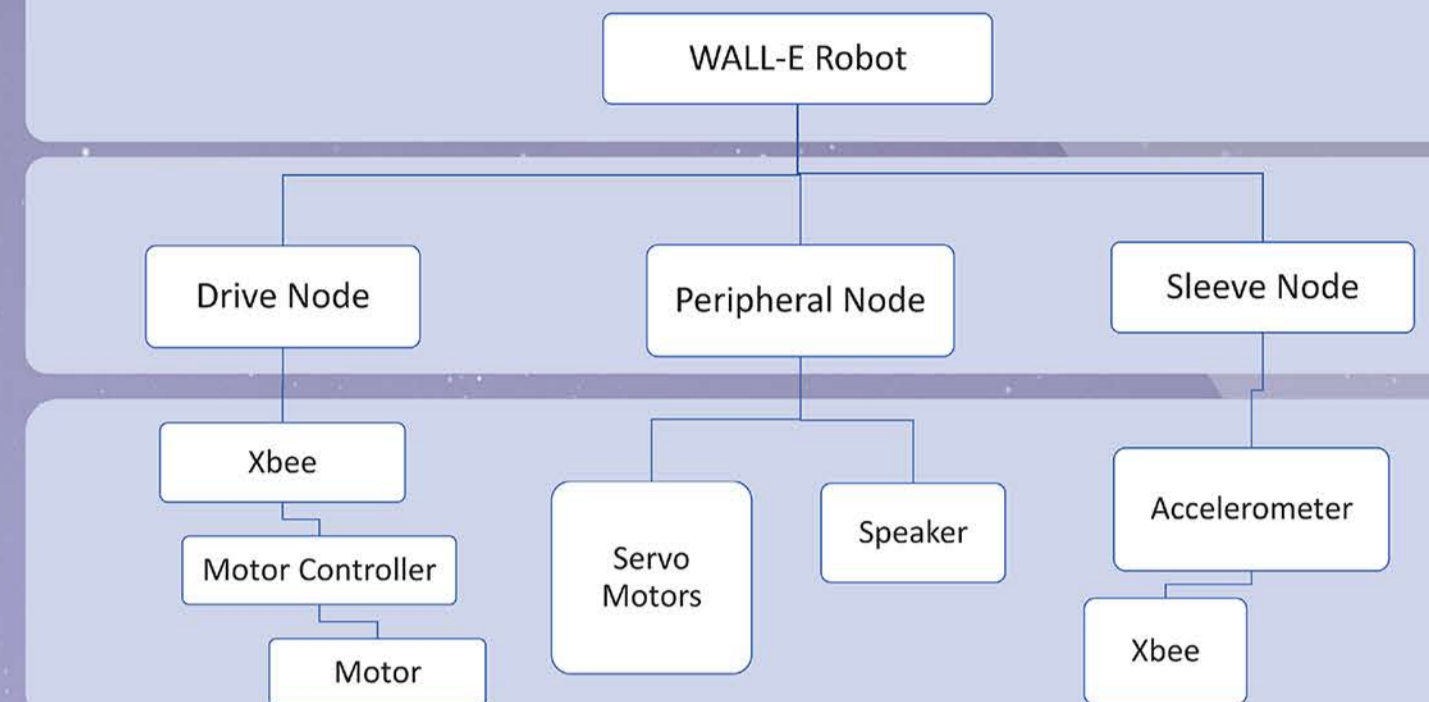 WALL-E Robot
Drive Node
Peripheral Node
Sleeve Node
Xbee
Motor Controller
Motor
Servo
Motors
Speaker
Accelerometer
Xbee